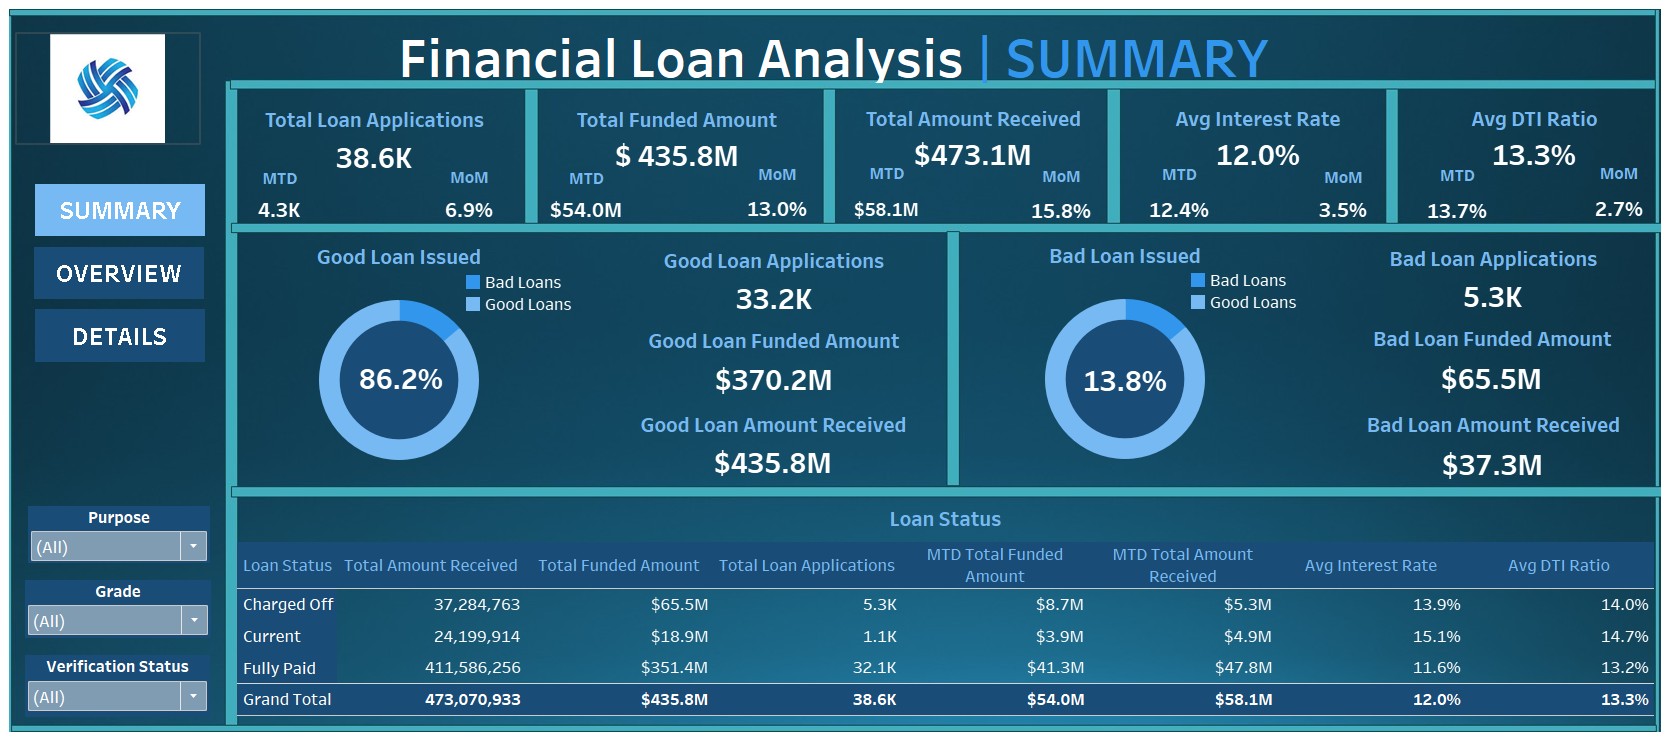 Financial Loan Analysis | SUMMARY
SUMMARY
OVERVIEW
DETAILS
Purpose
(All)
Grade
(All)
Verification Status
(All)
Total Loan Applications
38.6K
MTD MoM
4.3K 6.9%
Total Funded Amount
$ 435.8M
MTD MoM
$54.0M 13.0%
Total Amount Received
$473.1M
MTD MoM
$58.1M 15.8%
Avg Interest Rate
12.0%
MTD MoM
12.4% 3.5%
Avg DTI Ratio
13.3%
MTD MoM
13.7% 2.7%
Good Loan Issued
Bad Loans
Good Loans
86.2%
Good Loan Applications
33.2K
Good Loan Funded Amount
$370.2M
Good Loan Amount Received
$435.8M
Bad Loan Issued
Bad Loans
Good Loans
13.8%
Bad Loan Applications
5.3K
Bad Loan Funded Amount
$65.5M
Bad Loan Amount Received
$37.3M
Loan Status
Loan Status Total Amount Received Total Funded Amount Total Loan Applications MTD Total Funded Amount MTD Total Amount Received Avg Interest Rate Avg DTI Ratio
Charged Off 37,284,763 $65.5M 5.3K $8.7M $5.3M 13.9% 14.0%
Current 24,199,914 $18.9M 1.1K $3.9M $4.9M 15.1% 14.7%
Fully Paid 411,586,256 $351.4M 32.1K $41.3M $47.8M 11.6% 13.2%
Grand Total 473,070,933 $435.8M 38.6K $54.0M $58.1M 12.0% 13.3%